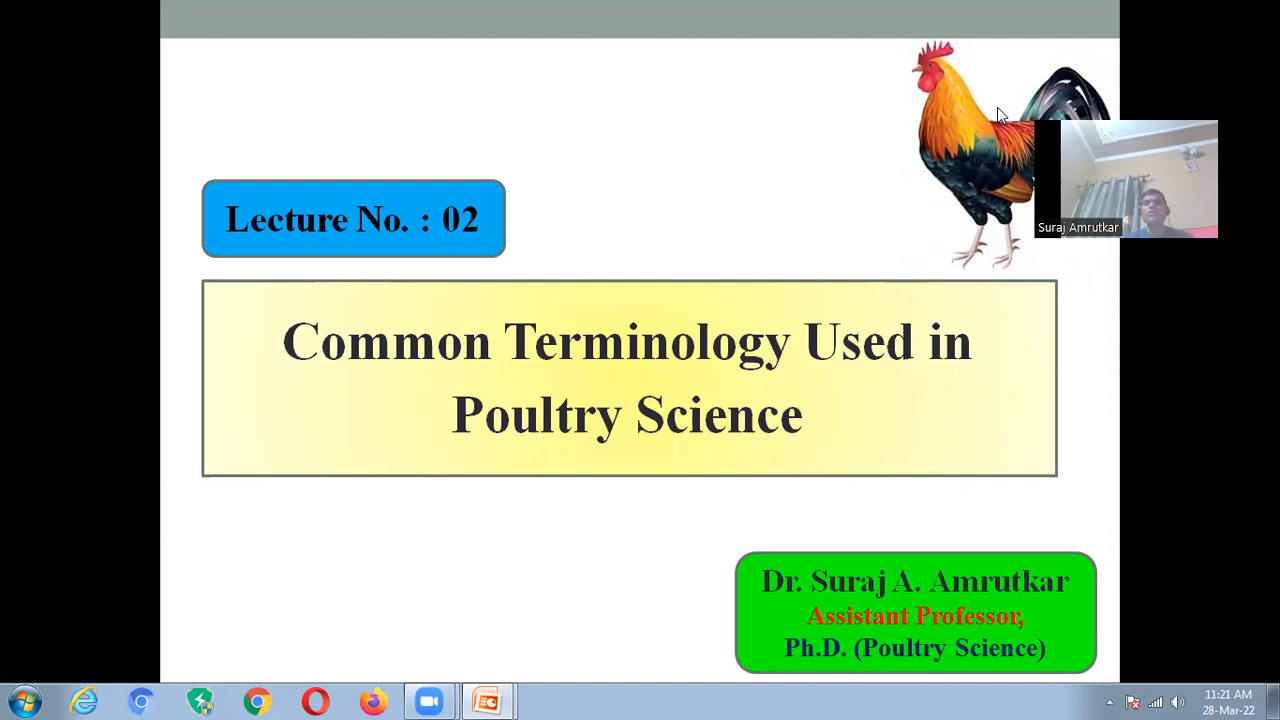 Lecture No. : 02
Suraj Amrutkar
Common Terminology Used in
Poultry Science
Dr. Suraj A. Amrutkar
Assistant Professor,
Ph.D. (Poultry Science)
11:21 AM
28-Mar-22